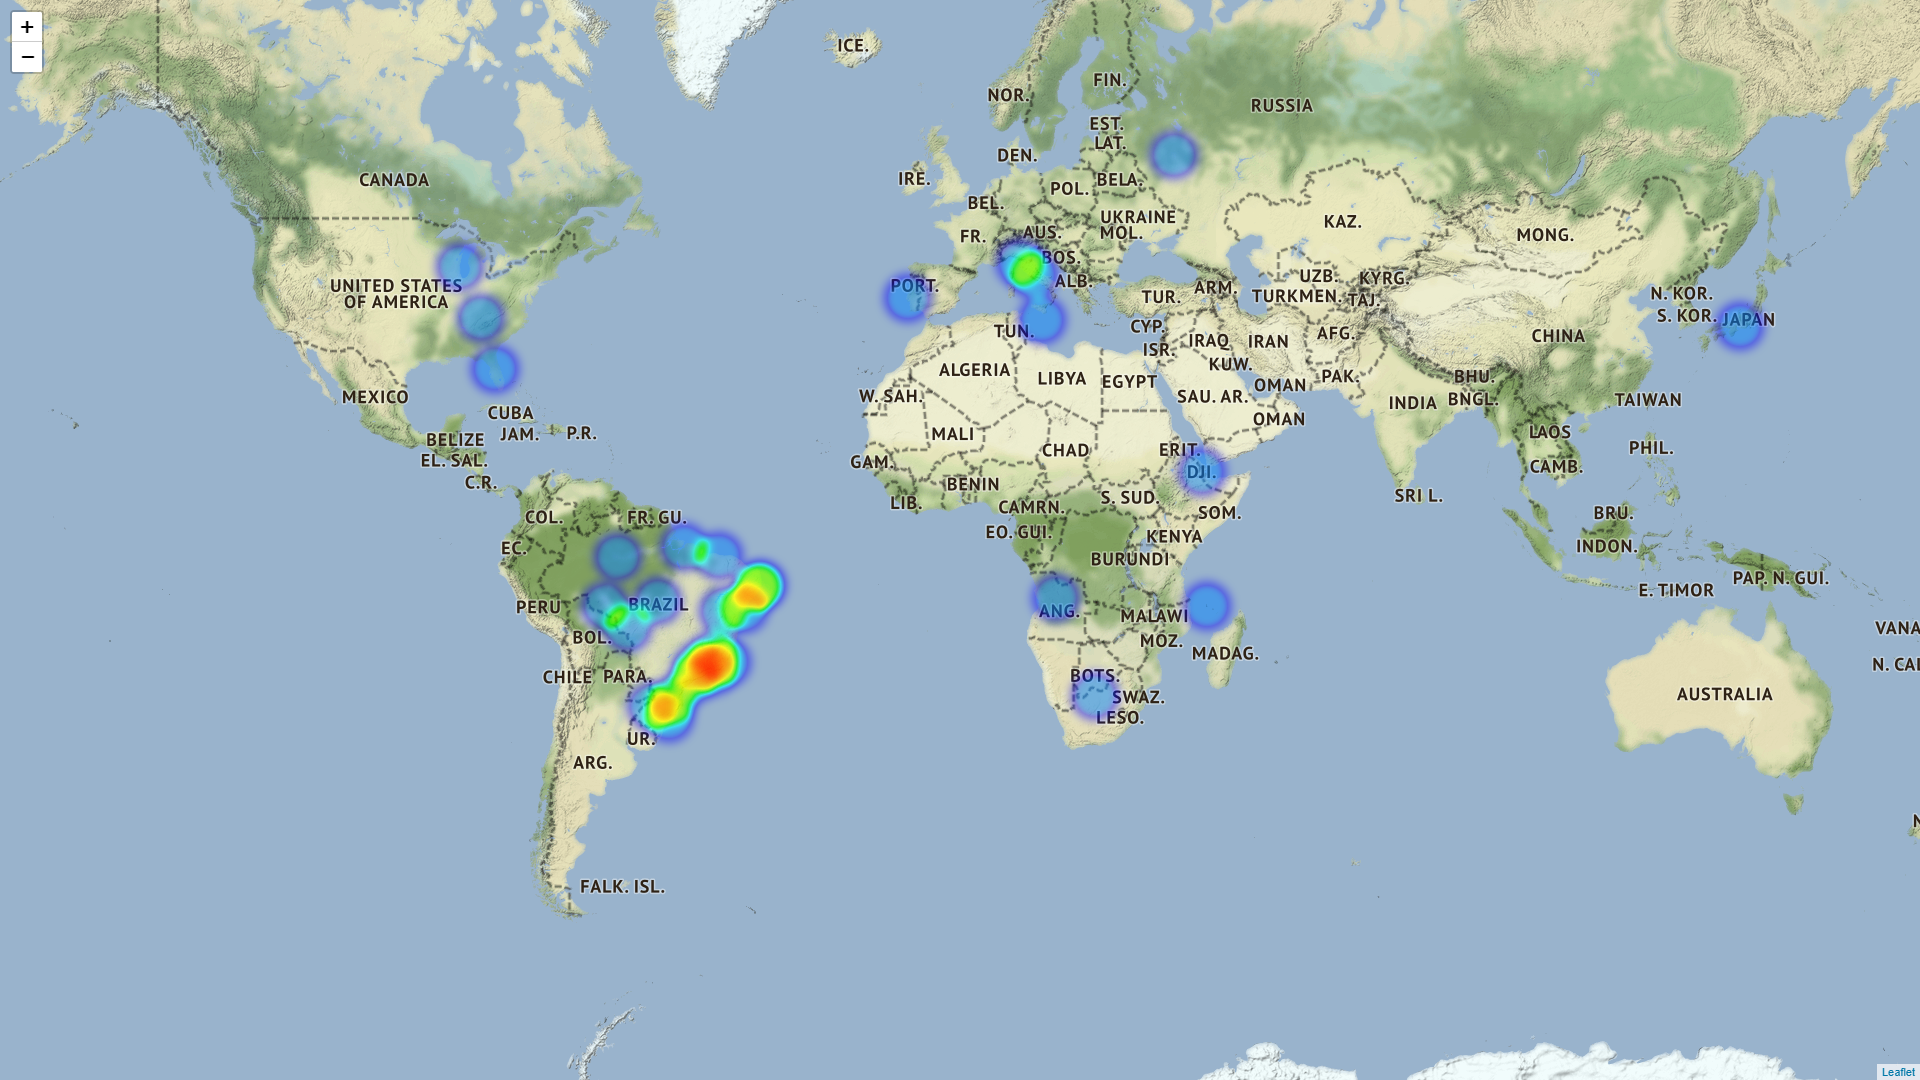 +
−
ICE.
FIN.
NOR.
RUSSIA
EST.
LAT.
DEN.
IRE.
CANADA
POL.
BELA.
BEL.
UKRAINE
KAZ.
FR.
AUS.
MOL.
MONG.
BOS.
UNITED STATES
OF AMERICA
PORT.
ALB.
UZB.
KYRG.
TUR.
ARM.
TURKMEN.
TAJ.
N. KOR.
S. KOR.
JAPAN
TUN.
CYP.
ISR.
IRAQ
IRAN
AFG.
CHINA
KUW.
ALGERIA
LIBYA
EGYPT
OMAN
PAK.
BHU.
MEXICO
W. SAH.
SAU. AR.
INDIA
BNGL.
TAIWAN
CUBA
OMAN
BELIZE
JAM.
P.R.
MALI
LAOS
EL. SAL.
GAM.
CHAD
ERIT.
PHIL.
C.R.
BENIN
DJI.
CAMB.
LIB.
CAMRN.
S. SUD.
SOM.
SRI L.
COL.
FR. GU.
EO. GUI.
KENYA
BRU.
EC.
BURUNDI
INDON.
PERU
BRAZIL
ANG.
MALAWI
E. TIMOR
PAP. N. GUI.
BOL.
MOZ.
MADAG.
VANA
CHILE
PARA.
BOTS.
SWAZ.
LESO.
AUSTRALIA
N. CAL
UR.
ARG.
N
FALK. ISL.
Leaflet